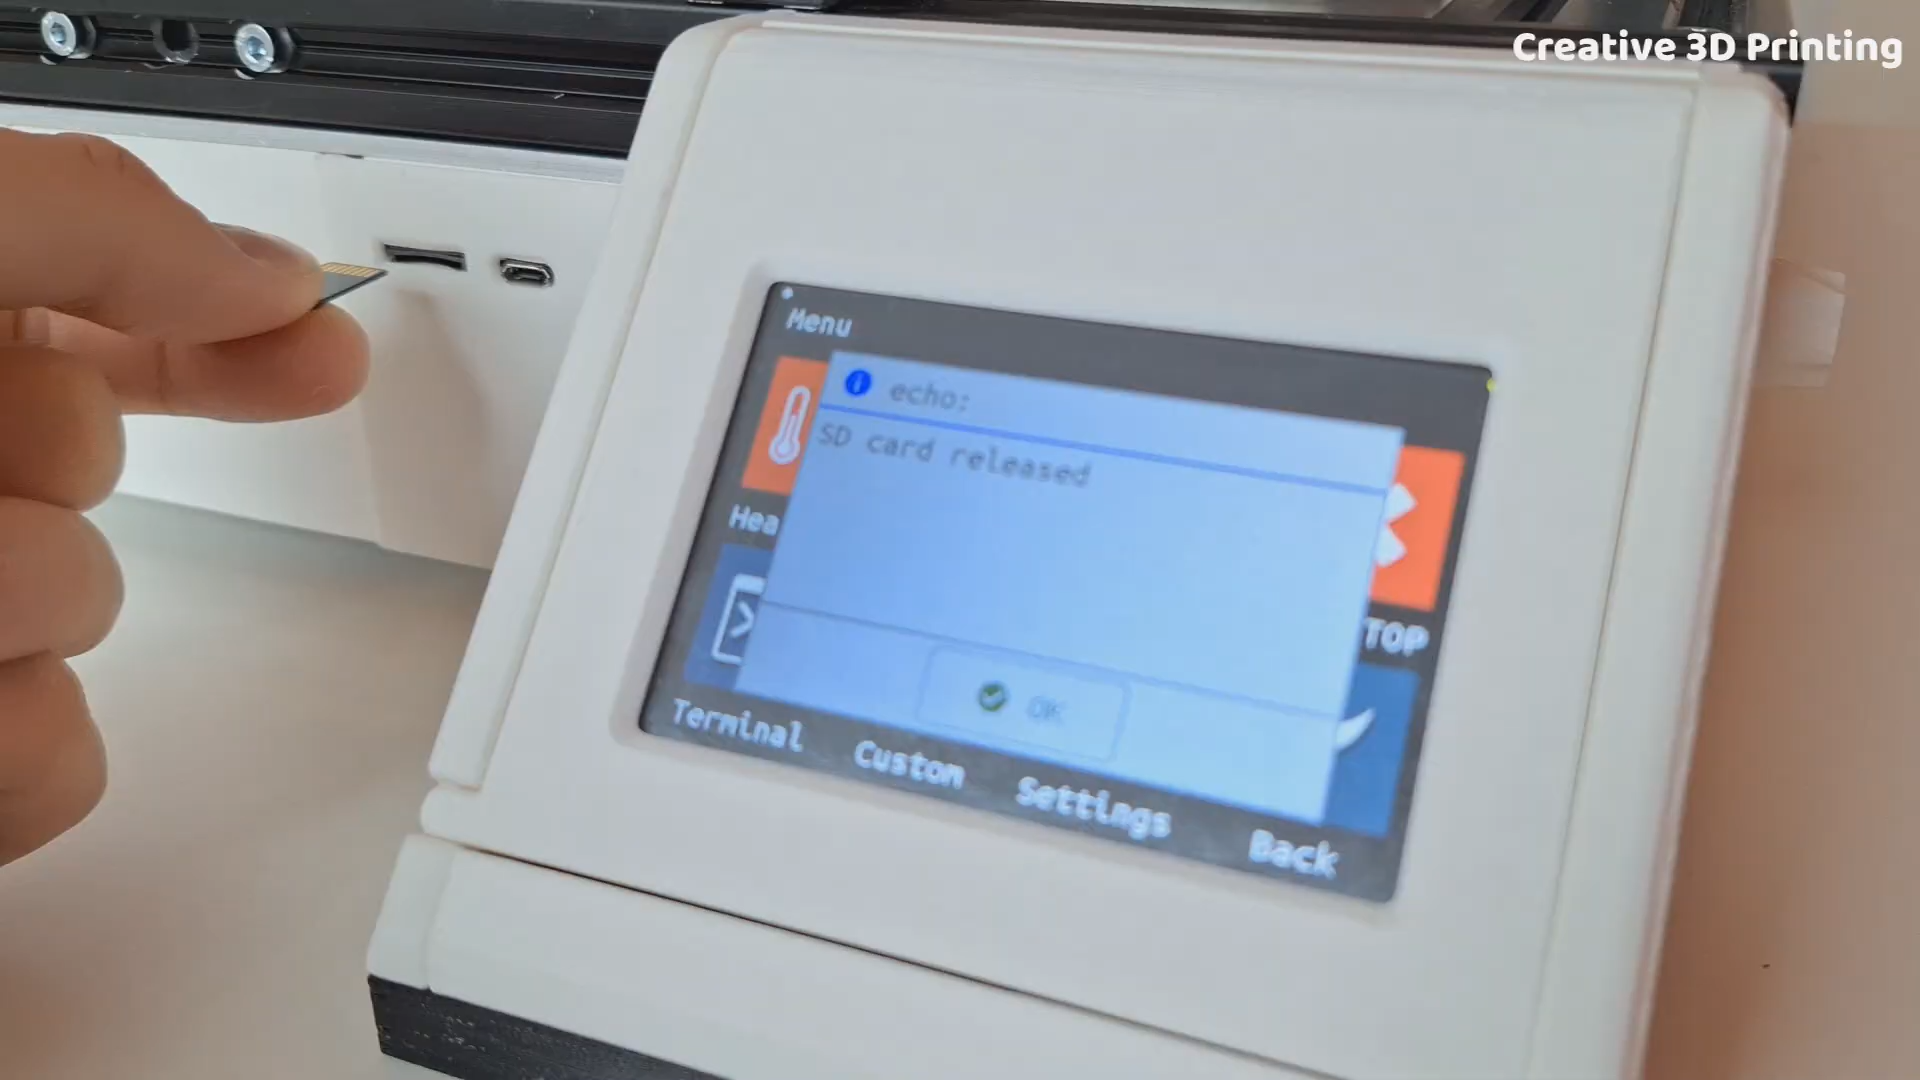 Creative 3D Printing
Menu
echo:
SD card released
Hea
TOP
OK
Terminal
Custom
Settings
Back